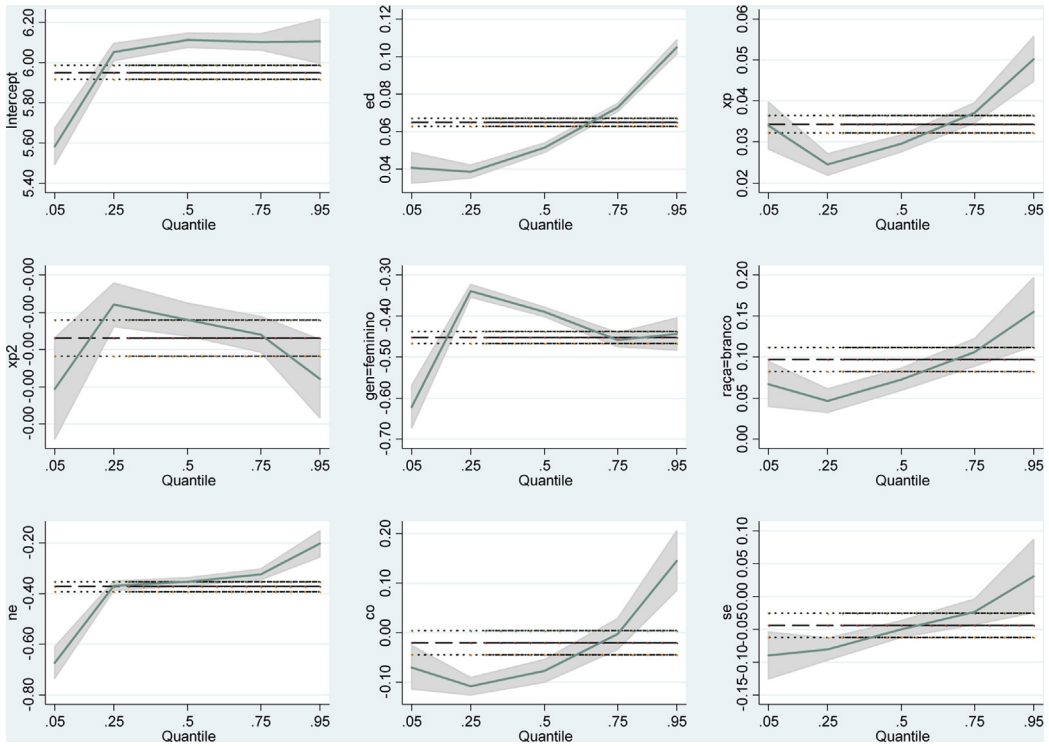 Intercept
6.20
6.00
5.80
5.60
5.40
.05 .25 .5 .75 .95
Quantile
ed
0.12
0.10
0.08
0.06
0.04
.05 .25 .5 .75 .95
Quantile
xp
0.06
0.05
0.04
0.03
0.02
.05 .25 .5 .75 .95
Quantile
xp2
-0.00
-0.00
-0.00
-0.00
-0.00
.05 .25 .5 .75 .95
Quantile
gen=feminino
-0.30
-0.40
-0.50
-0.60
-0.70
.05 .25 .5 .75 .95
Quantile
raça=branco
0.20
0.15
0.10
0.05
0.00
.05 .25 .5 .75 .95
Quantile
ne
-0.20
-0.40
-0.60
-0.80
.05 .25 .5 .75 .95
Quantile
co
0.20
0.10
0.00
-0.10
.05 .25 .5 .75 .95
Quantile
se
0.10
0.05
0.00
-0.05
-0.10
-0.15
.05 .25 .5 .75 .95
Quantile